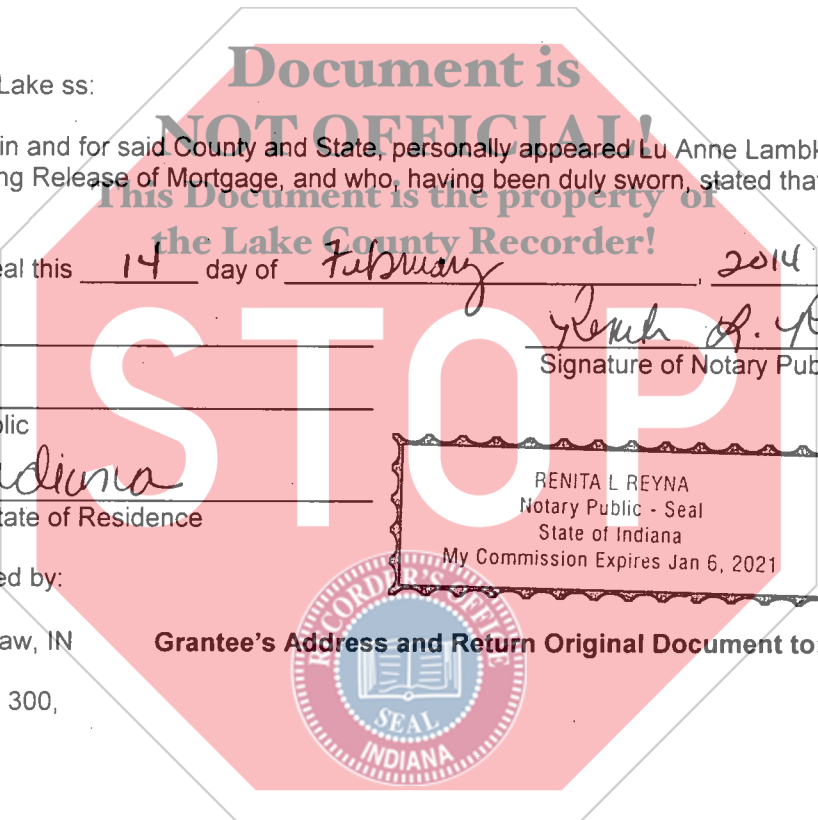 Document is
Lake ss:
NOT OFFICIAL!
in and for said County and State, personally appeared Lu Anne Lambk
ng Release of Mortgage, and who, having been duly sworn, stated that
This Document is the property of
the Lake County Recorder!
eal this 14 day of February, 2014
STOP
Renita L. R
Signature of Notary Pub
lic
ndiana
tate of Residence
RENITA L REYNA
Notary Public - Seal
State of Indiana
My Commission Expires Jan 6, 2021
ed by:
RECORDER'S OFFICE
aw, IN
Grantee's Address and Return Original Document to:
300,
SEAL
INDIANA